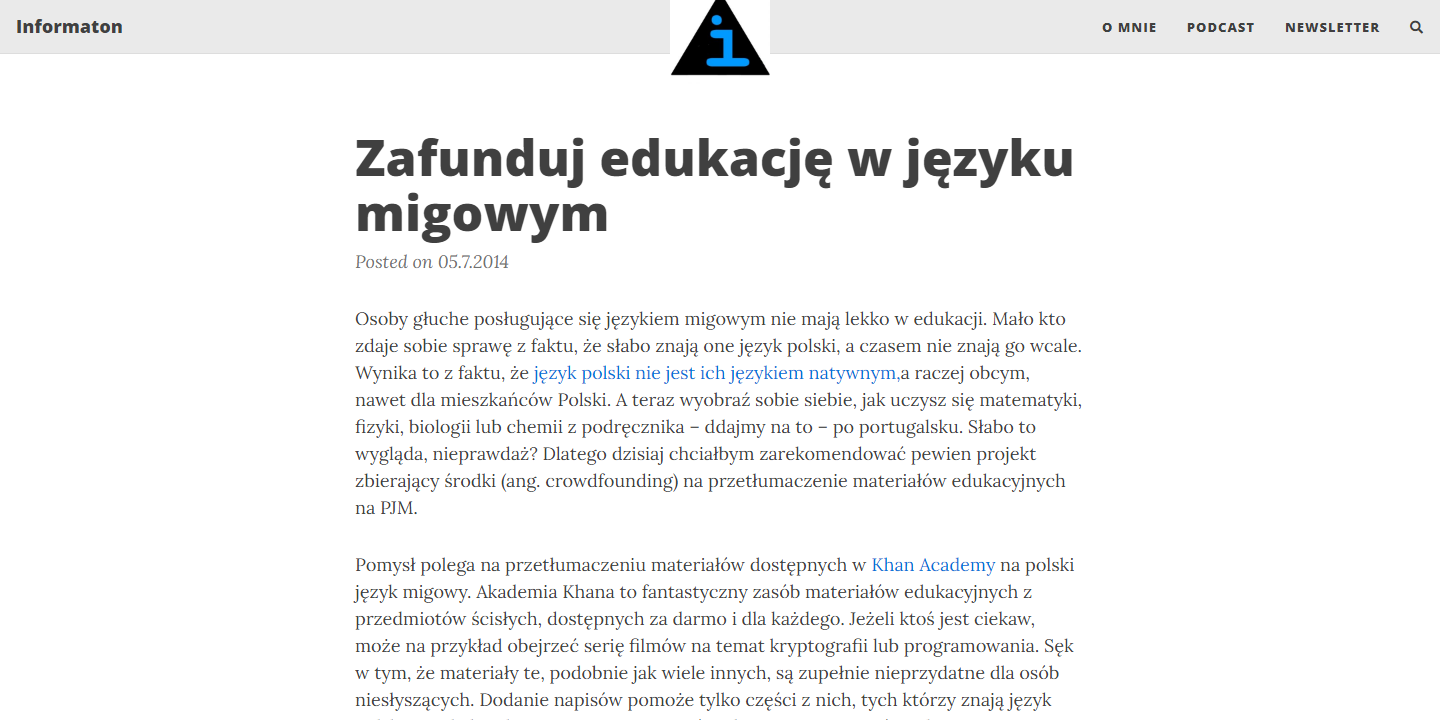 Informaton
i
O MNIE
PODCAST
NEWSLETTER
Zafunduj edukację w języku
migowym
Posted on 05.7.2014
Osoby głuche posługujące się językiem migowym nie mają lekko w edukacji. Mało kto
zdaje sobie sprawę z faktu, że słabo znają one język polski, a czasem nie znają go wcale.
Wynika to z faktu, że język polski nie jest ich językiem natywnym,a raczej obcym,
nawet dla mieszkańców Polski. A teraz wyobraź sobie siebie, jak uczysz się matematyki,
fizyki, biologii lub chemii z podręcznika – ddajmy na to – po portugalsku. Słabo to
wygląda, nieprawdaż? Dlatego dzisiaj chciałbym zarekomendować pewien projekt
zbierający środki (ang. crowdfounding) na przetłumaczenie materiałów edukacyjnych
na PJM.
Pomysł polega na przetłumaczeniu materiałów dostępnych w Khan Academy na polski
język migowy. Akademia Khana to fantastyczny zasób materiałów edukacyjnych z
przedmiotów ścisłych, dostępnych za darmo i dla każdego. Jeżeli ktoś jest ciekaw,
może na przykład obejrzeć serię filmów na temat kryptografii lub programowania. Sęk
w tym, że materiały te, podobnie jak wiele innych, są zupełnie nieprzydatne dla osób
niesłyszących. Dodanie napisów pomoże tylko części z nich, tych którzy znają język